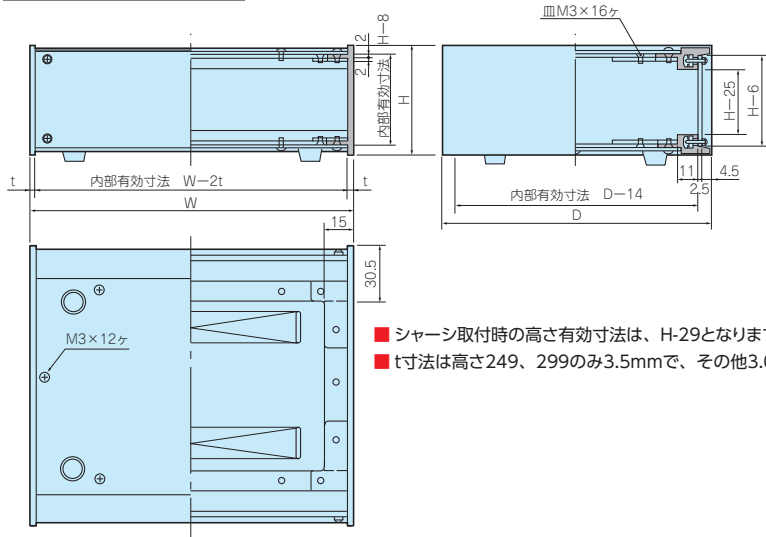 皿M3×16ヶ
2
H−8
2
内部有効寸法
H
H−25
H−6
t
内部有効寸法 W−2t
t
W
11
4.5
2.5
内部有効寸法 D−14
D
15
30.5
M3×12ヶ
■ シャーシ取付時の高さ有効寸法は、H-29となりま
■ t寸法は高さ249、299のみ3.5mmで、その他3.